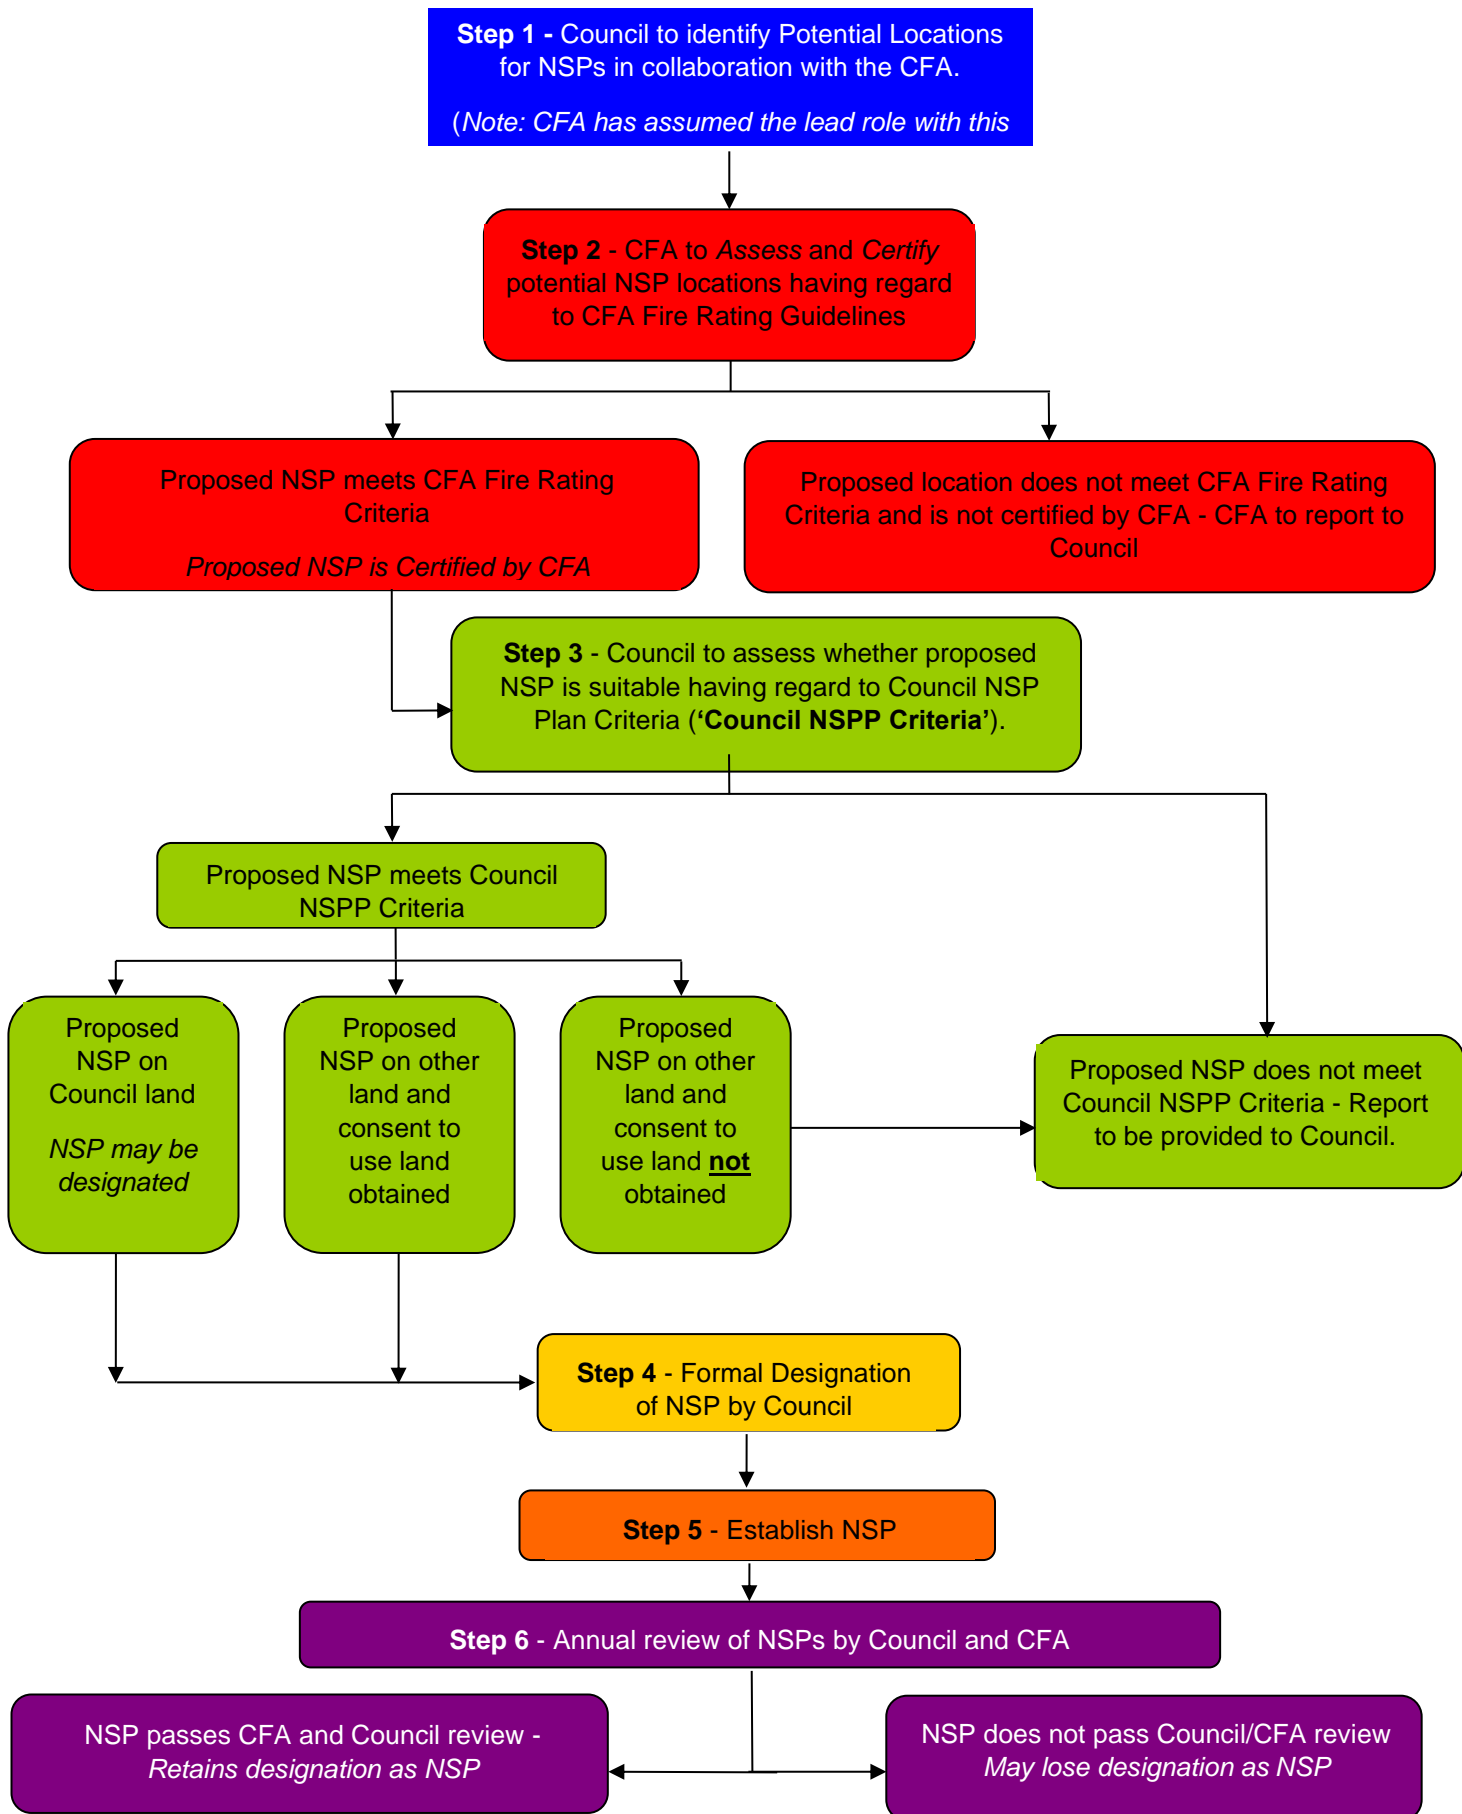 Step 1 - Council to identify Potential Locations
for NSPs in collaboration with the CFA.
(Note: CFA has assumed the lead role with this
Step 2 - CFA to Assess and Certify
potential NSP locations having regard
to CFA Fire Rating Guidelines
Proposed NSP meets CFA Fire Rating
Criteria
Proposed NSP is Certified by CFA
Proposed location does not meet CFA Fire Rating
Criteria and is not certified by CFA - CFA to report to
Council
Step 3 - Council to assess whether proposed
NSP is suitable having regard to Council NSP
Plan Criteria (‘Council NSPP Criteria’).
Proposed NSP meets Council
NSPP Criteria
Proposed
NSP on
Council land
NSP may be
designated
Proposed
NSP on other
land and
consent to
use land
obtained
Proposed
NSP on other
land and
consent to
use land not
obtained
Proposed NSP does not meet
Council NSPP Criteria - Report
to be provided to Council.
Step 4 - Formal Designation
of NSP by Council
Step 5 - Establish NSP
Step 6 - Annual review of NSPs by Council and CFA
NSP passes CFA and Council review -
Retains designation as NSP
NSP does not pass Council/CFA review
May lose designation as NSP